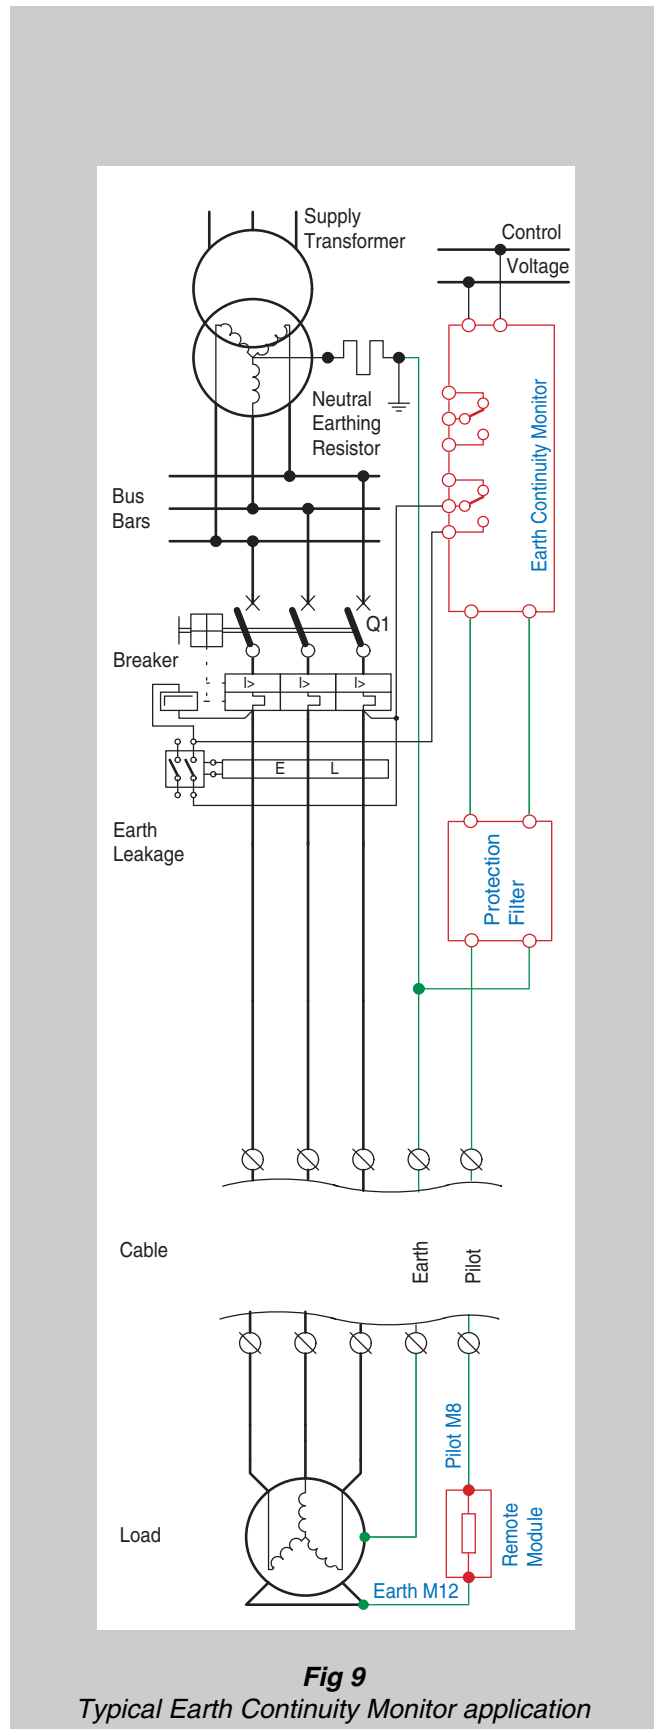 Supply
Transformer
Control
Voltage
Neutral
Earthing
Resistor
Earth Continuity Monitor
Bus
Bars
Q1
Breaker
I> I> I>
E L
Earth
Leakage
Protection
Filter
Cable
Earth
Pilot
Pilot M8
Load
Remote
Module
Earth M12
Fig 9
Typical Earth Continuity Monitor application